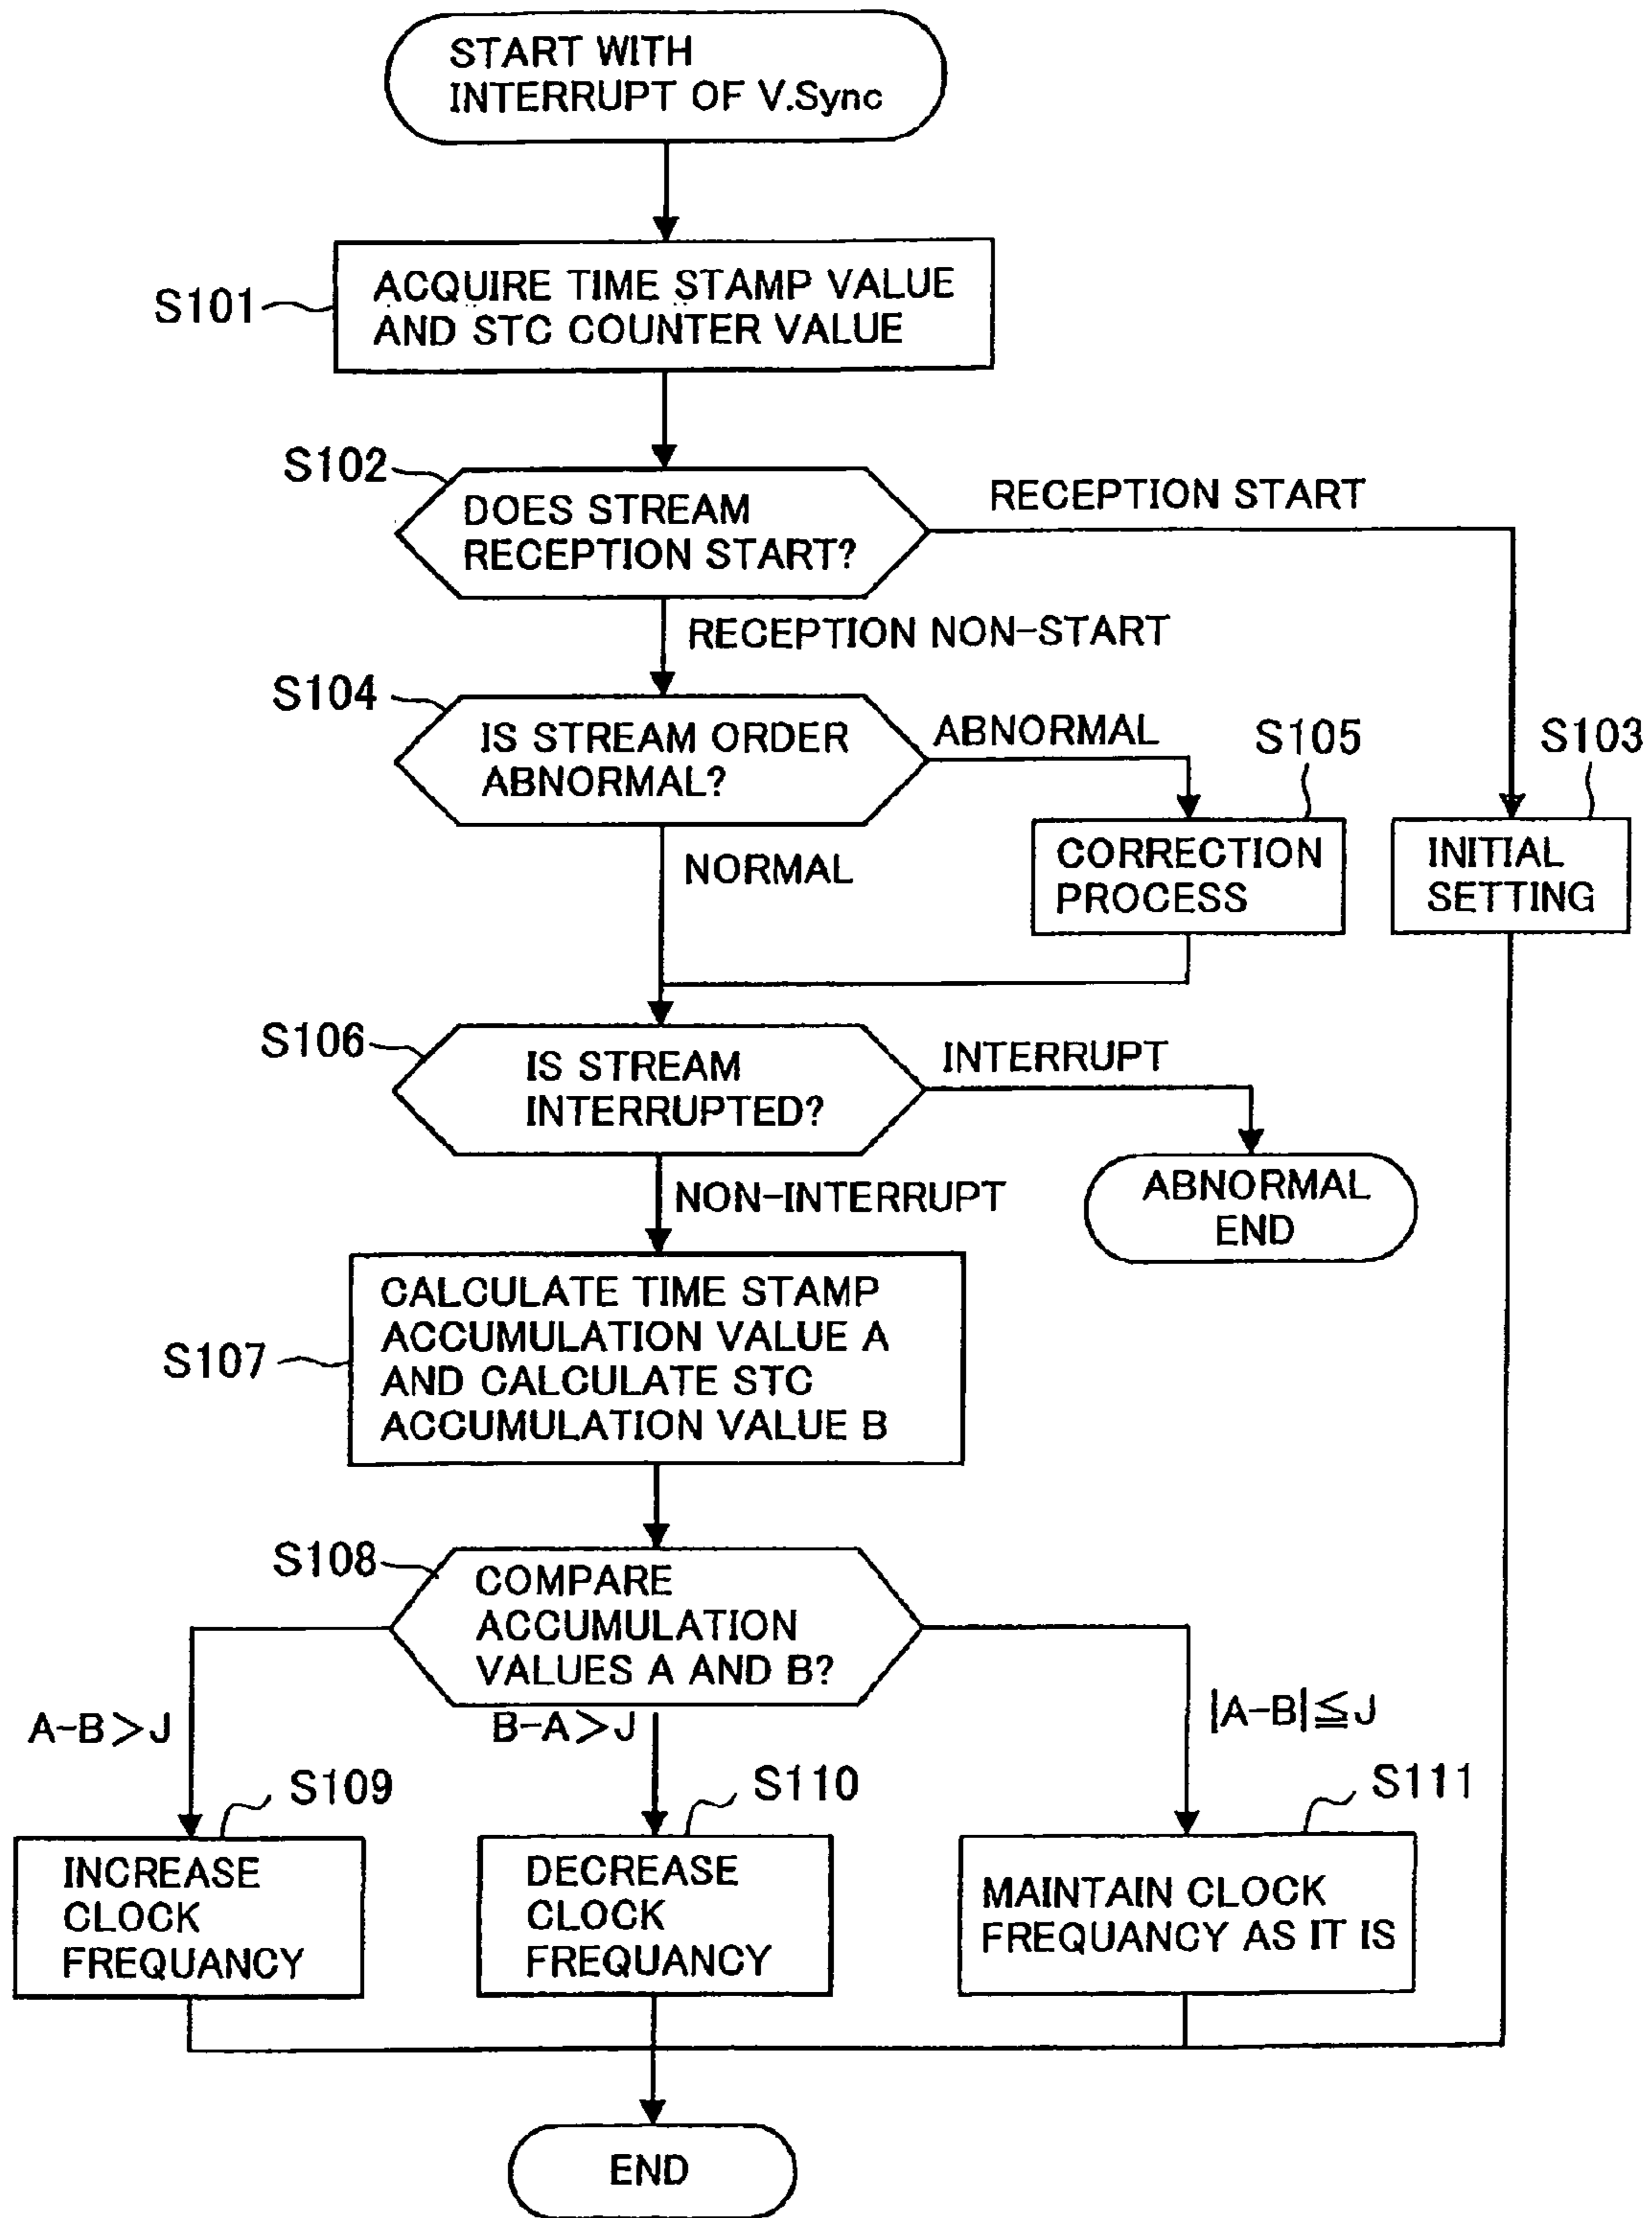 START WITH
INTERRUPT OF V.Sync
S101
ACQUIRE TIME STAMP VALUE
AND STC COUNTER VALUE
S102
DOES STREAM
RECEPTION START?
RECEPTION START
RECEPTION NON-START
S104
IS STREAM ORDER
ABNORMAL?
ABNORMAL
S105
S103
CORRECTION
PROCESS
INITIAL
SETTING
NORMAL
S106
IS STREAM
INTERRUPTED?
INTERRUPT
ABNORMAL
END
NON-INTERRUPT
S107
CALCULATE TIME STAMP
ACCUMULATION VALUE A
AND CALCULATE STC
ACCUMULATION VALUE B
S108
COMPARE
ACCUMULATION
VALUES A AND B?
A-B>J
B-A>J
|A-B|≦J
S109
S110
S111
INCREASE
CLOCK
FREQUANCY
DECREASE
CLOCK
FREQUANCY
MAINTAIN CLOCK
FREQUANCY AS IT IS
END